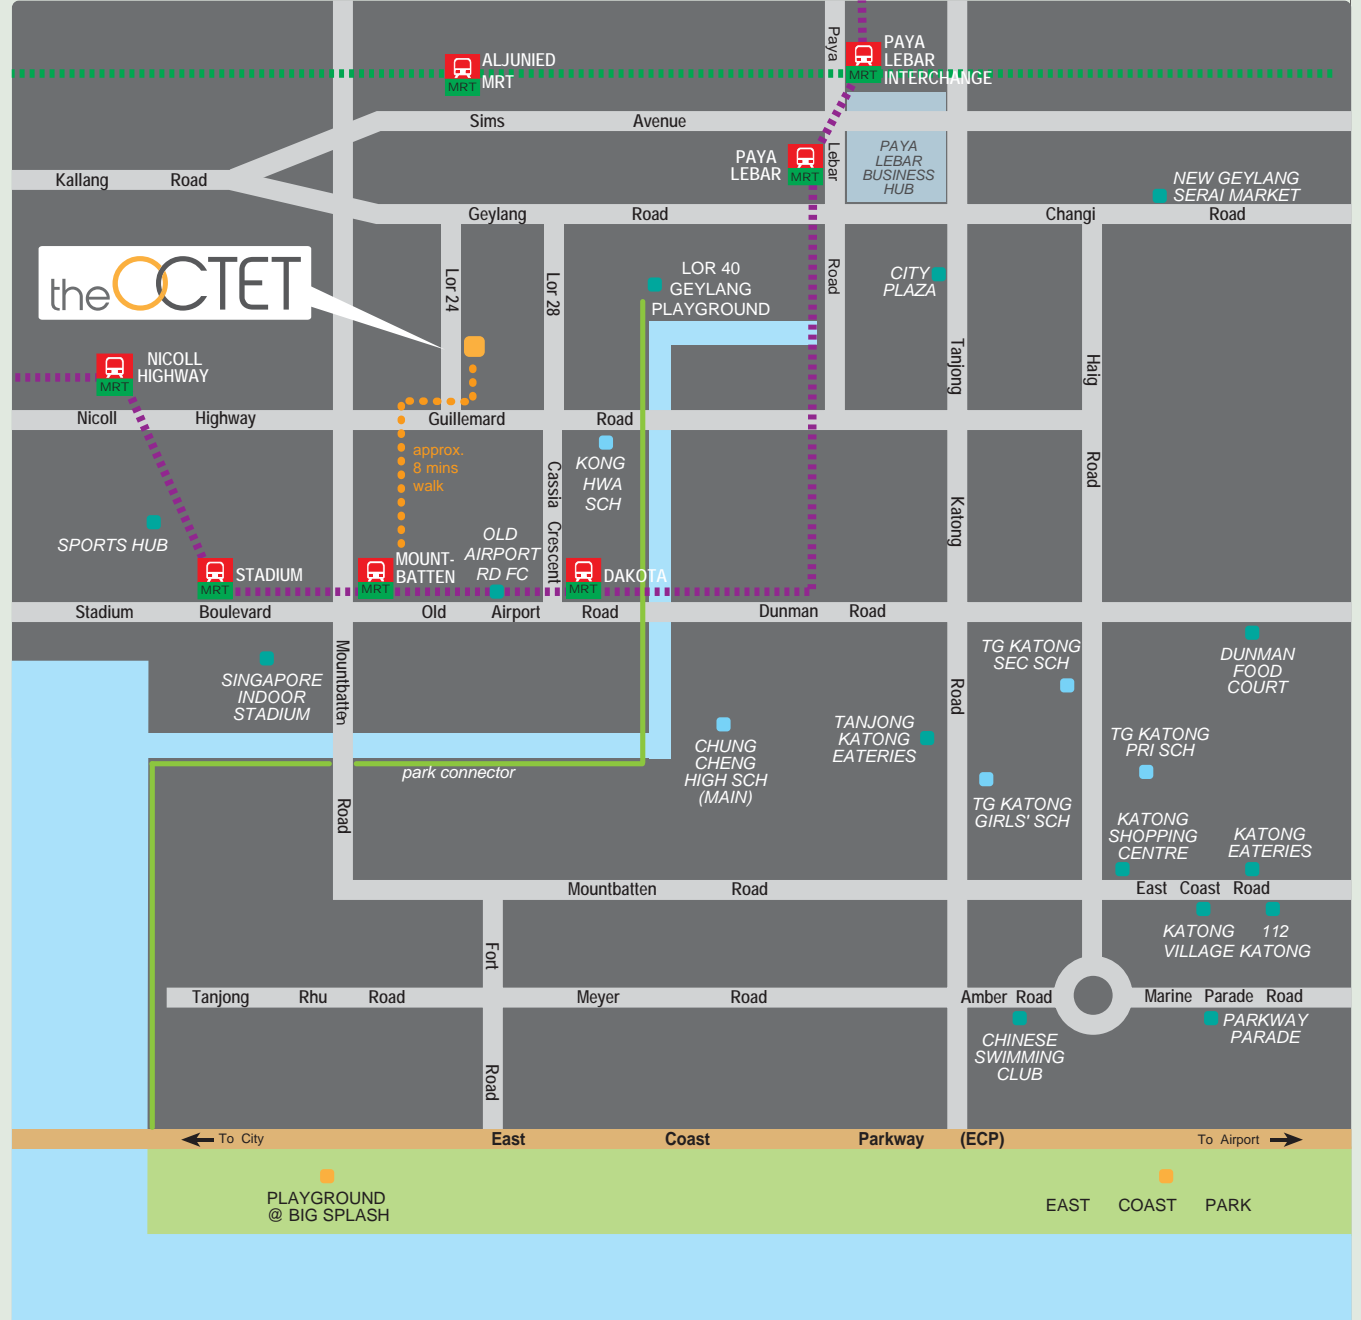 ALJUNIED
MRT
MRT
Paya
PAYA
LEBAR
INTERCHANGE
MRT
Sims Avenue
PAYA
LEBAR
MRT
Lebar
PAYA
LEBAR
BUSINESS
HUB
NEW GEYLANG
SERAI MARKET
Kallang Road
Geylang Road
Changi Road
the OCTET
Lor 24
Lor 28
LOR 40
GEYLANG
PLAYGROUND
Road
CITY
PLAZA
NICOLL
HIGHWAY
MRT
Tanjong
Haig
Nicoll Highway
Guillemard Road
approx.
8 mins
walk
KONG
HWA
SCH
Cassia Crescent
Katong
Road
SPORTS HUB
OLD
AIRPORT
RD FC
STADIUM
MRT
MOUNT-
BATTEN
MRT
DAKOTA
MRT
Stadium Boulevard
Old Airport Road
Dunman Road
Mountbatten
SINGAPORE
INDOOR
STADIUM
Road
TG KATONG
SEC SCH
DUNMAN
FOOD
COURT
CHUNG
CHENG
HIGH SCH
(MAIN)
TANJONG
KATONG
EATERIES
TG KATONG
PRI SCH
park connector
Road
TG KATONG
GIRLS' SCH
KATONG
SHOPPING
CENTRE
KATONG
EATERIES
Mountbatten Road
East Coast Road
KATONG
VILLAGE
112
KATONG
Fort
Tanjong Rhu Road
Meyer Road
Amber Road
Marine Parade Road
CHINESE
SWIMMING
CLUB
PARKWAY
PARADE
Road
To City
East Coast Parkway (ECP)
To Airport
PLAYGROUND
@ BIG SPLASH
EAST COAST PARK